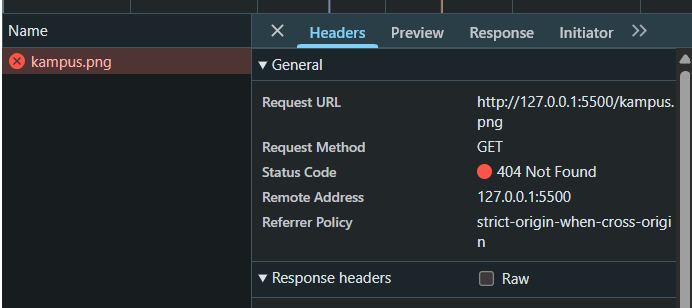 Name
kampus.png
Headers Preview Response Initiator
General
Request URL http://127.0.0.1:5500/kampus.
png
Request Method GET
Status Code 404 Not Found
Remote Address 127.0.0.1:5500
Referrer Policy strict-origin-when-cross-origi
n
Response headers Raw